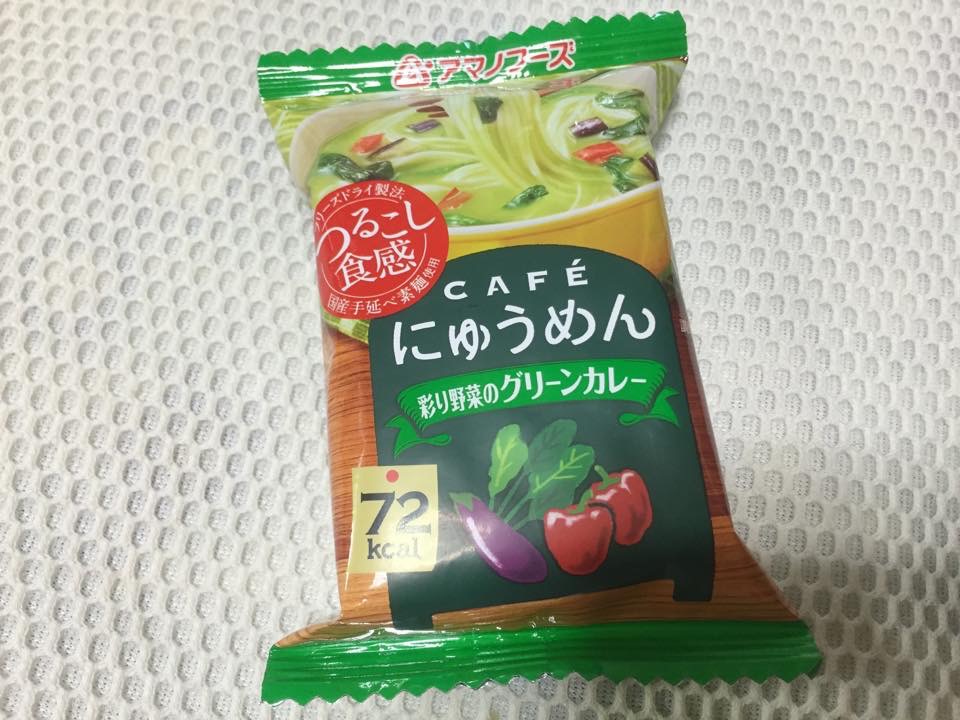 アマノフーズ
フリーズドライ製法
つるこし
食感
国産手延べ素麺使用
CAFÉ
にゅうめん
彩り野菜のグリーンカレー
72
kcal